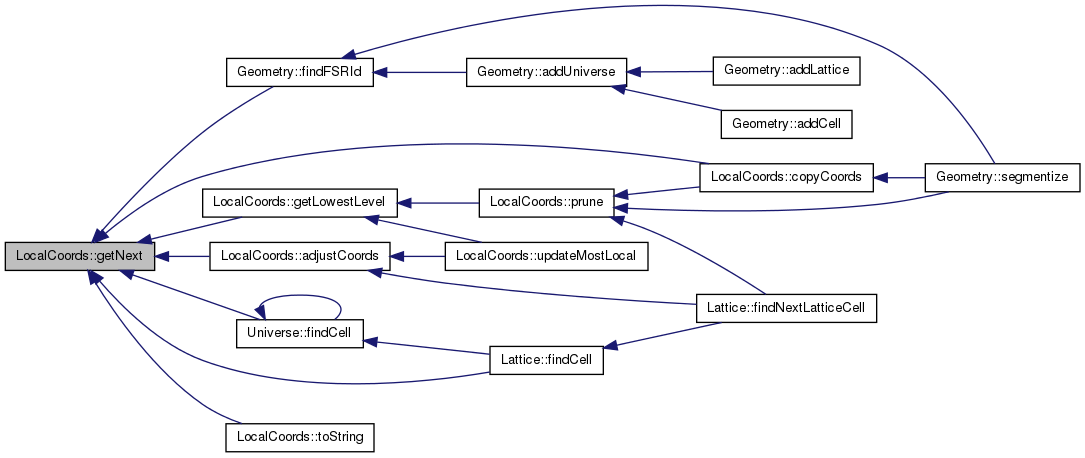 Geometry::findFSRId
Geometry::addUniverse
Geometry::addLattice
Geometry::addCell
LocalCoords::copyCoords
Geometry::segmentize
LocalCoords::getLowestLevel
LocalCoords::prune
LocalCoords::getNext
LocalCoords::adjustCoords
LocalCoords::updateMostLocal
Lattice::findNextLatticeCell
Universe::findCell
Lattice::findCell
LocalCoords::toString